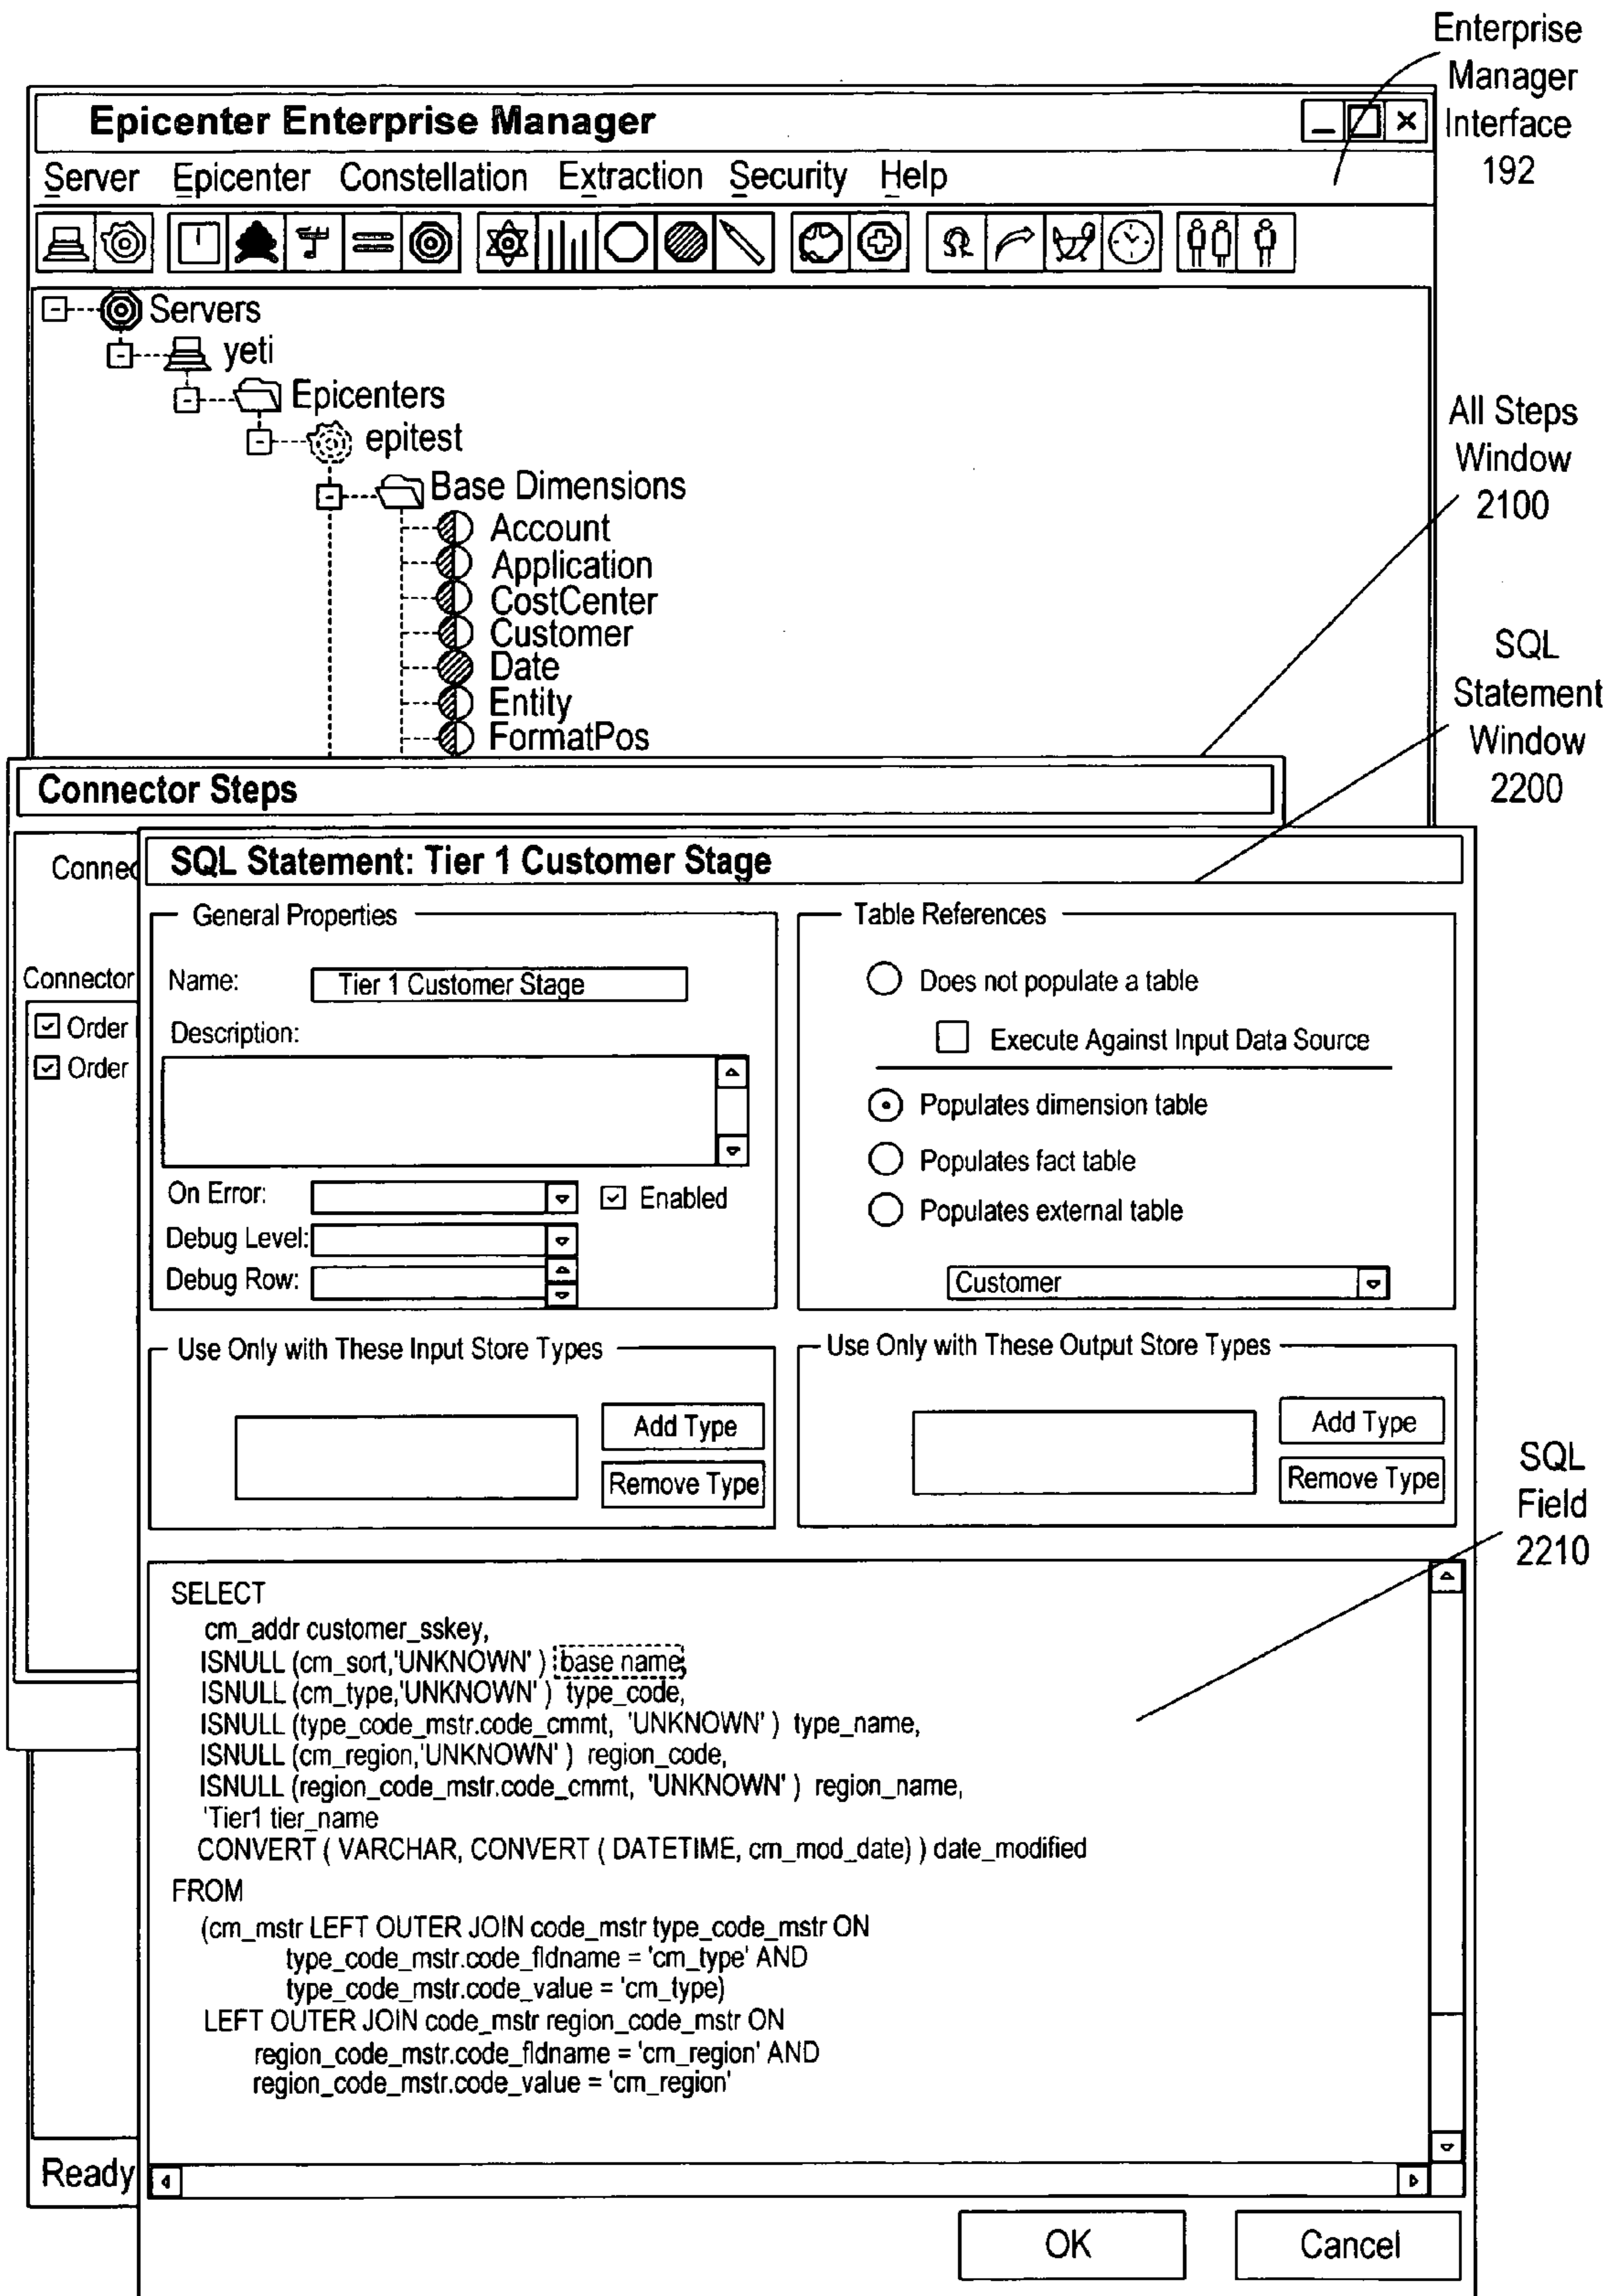 Enterprise
Manager
Interface
192
Epicenter Enterprise Manager
Server Epicenter Constellation Extraction Security Help
Servers
yeti
Epicenters
epitest
Base Dimensions
Account
Application
CostCenter
Customer
Date
Entity
FormatPos
All Steps
Window
2100
SQL
Statement
Window
2200
Connector Steps
Connec
Connector
Order
Order
SQL Statement: Tier 1 Customer Stage
General Properties
Name: Tier 1 Customer Stage
Description:
On Error: Enabled
Debug Level:
Debug Row:
Table References
Does not populate a table
Execute Against Input Data Source
Populates dimension table
Populates fact table
Populates external table
Customer
Use Only with These Input Store Types
Add Type
Remove Type
Use Only with These Output Store Types
Add Type
Remove Type
SQL
Field
2210
SELECT
cm_addr customer_sskey,
ISNULL (cm_sort,'UNKNOWN' ) base name,
ISNULL (cm_type,'UNKNOWN' ) type_code,
ISNULL (type_code_mstr.code_cmmt, 'UNKNOWN' ) type_name,
ISNULL (cm_region,'UNKNOWN' ) region_code,
ISNULL (region_code_mstr.code_cmmt, 'UNKNOWN' ) region_name,
'Tier1 tier_name
CONVERT ( VARCHAR, CONVERT ( DATETIME, cm_mod_date) ) date_modified
FROM
(cm_mstr LEFT OUTER JOIN code_mstr type_code_mstr ON
type_code_mstr.code_fldname = 'cm_type' AND
type_code_mstr.code_value = 'cm_type)
LEFT OUTER JOIN code_mstr region_code_mstr ON
region_code_mstr.code_fldname = 'cm_region' AND
region_code_mstr.code_value = 'cm_region'
Ready
OK
Cancel